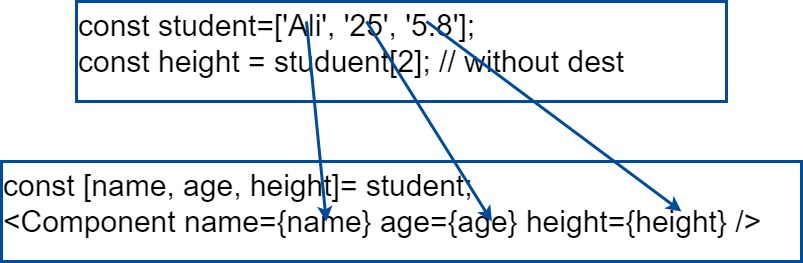 const student=['Ali', '25', '5.8'];
const height = studuent[2]; // without dest
const [name, age, height]= student;
<Component name={name} age={age} height={height} />